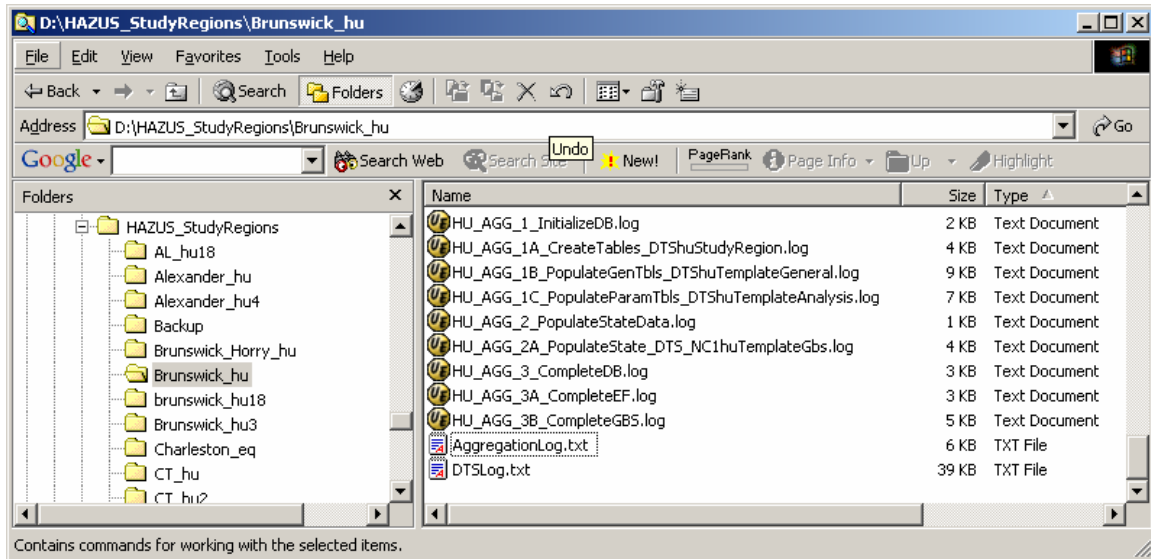 D:\HAZUS_StudyRegions\Brunswick_hu
File Edit View Favorites Tools Help
Back Search Folders
Address D:\HAZUS_StudyRegions\Brunswick_hu Go
Google Search Web Search Site New! PageRank Page Info Up Highlight
Undo
Folders
HAZUS_StudyRegions
AL_hu18
Alexander_hu
Alexander_hu4
Backup
Brunswick_Horry_hu
Brunswick_hu
brunswick_hu18
Brunswick_hu3
Charleston_eq
CT_hu
CT_hu2
Name Size Type
HU_AGG_1_InitializeDB.log 2 KB Text Document
HU_AGG_1A_CreateTables_DTShuStudyRegion.log 4 KB Text Document
HU_AGG_1B_PopulateGenTbls_DTShuTemplateGeneral.log 9 KB Text Document
HU_AGG_1C_PopulateParamTbls_DTShuTemplateAnalysis.log 7 KB Text Document
HU_AGG_2_PopulateStateData.log 1 KB Text Document
HU_AGG_2A_PopulateState_DTS_NC1huTemplateGbs.log 4 KB Text Document
HU_AGG_3_CompleteDB.log 3 KB Text Document
HU_AGG_3A_CompleteEF.log 3 KB Text Document
HU_AGG_3B_CompleteGBS.log 5 KB Text Document
AggregationLog.txt 6 KB TXT File
DTSLog.txt 39 KB TXT File
Contains commands for working with the selected items.